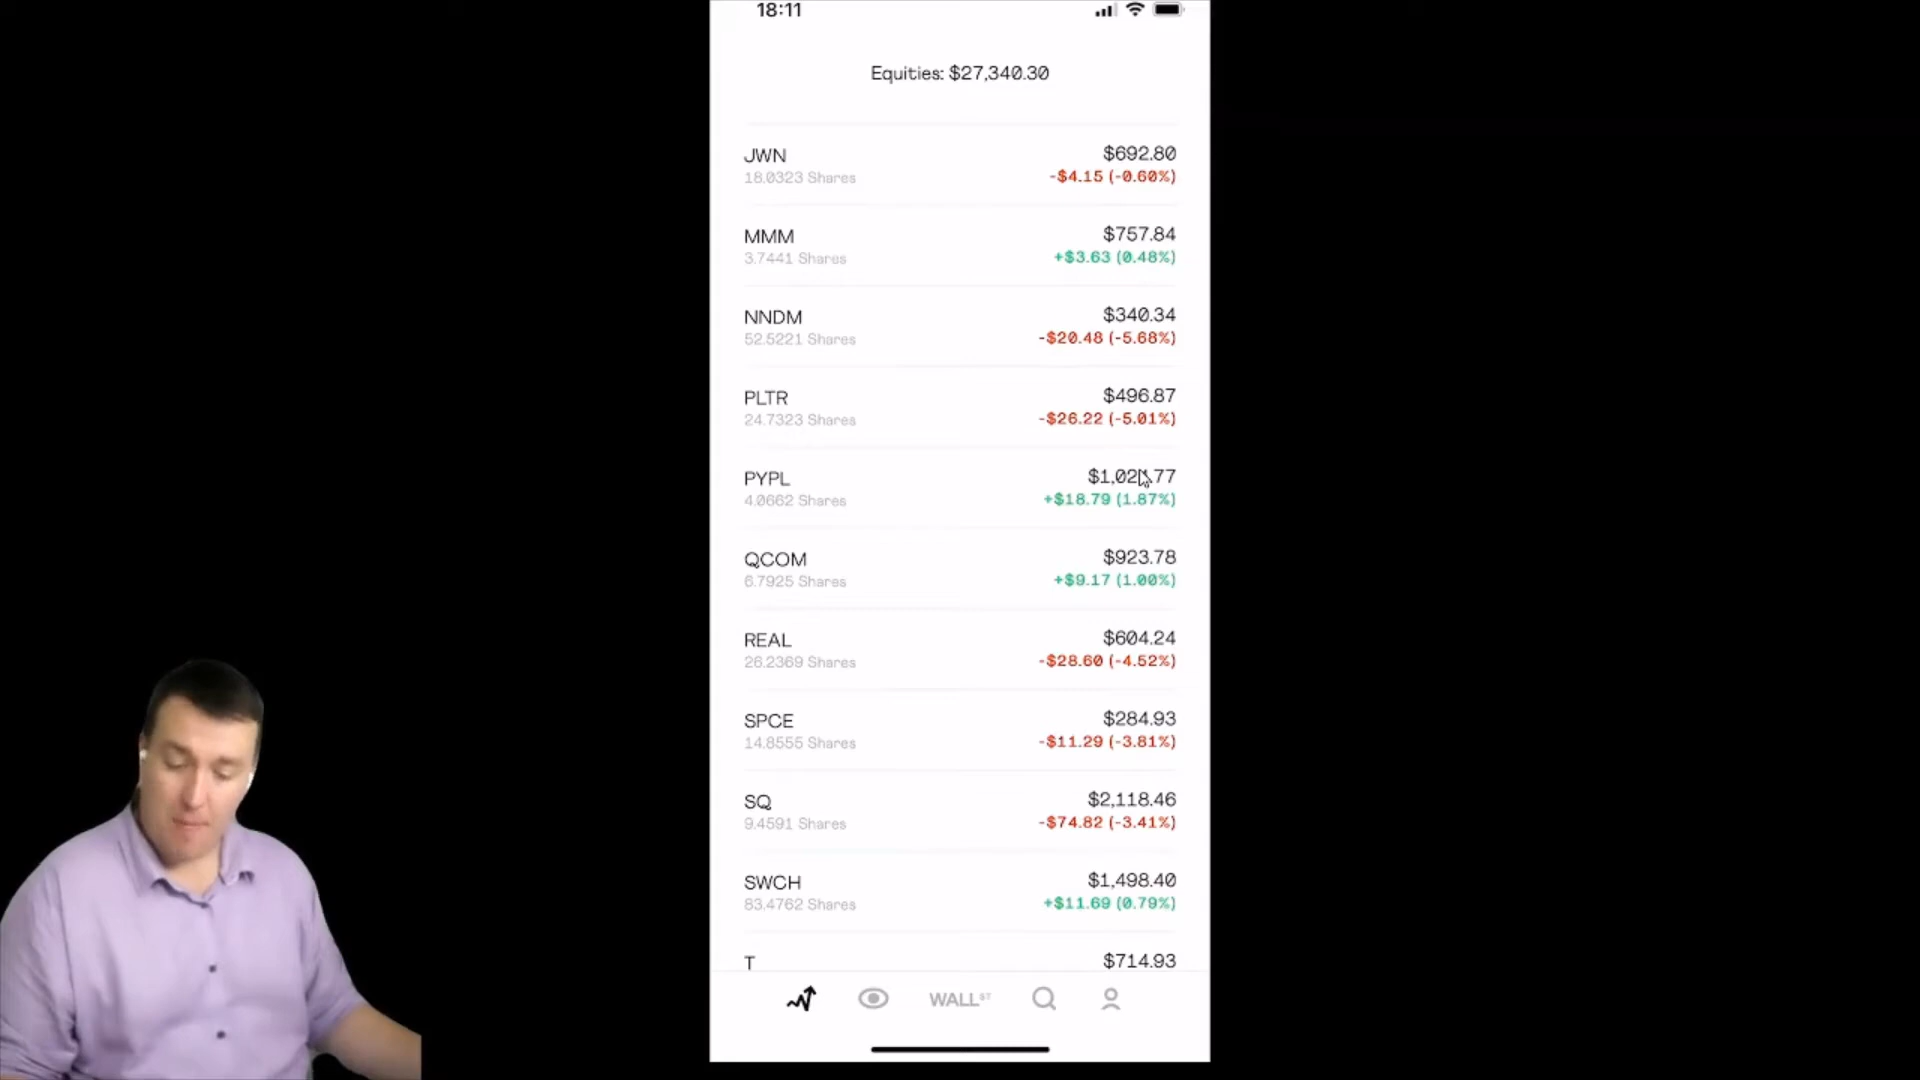 18:11
Equities: $27,340.30
JWN $692.80
18.0323 Shares -$4.15 (-0.60%)
MMM $757.84
3.7441 Shares +$3.63 (0.48%)
NNDM $340.34
52.5221 Shares -$20.48 (-5.68%)
PLTR $496.87
24.7323 Shares -$26.22 (-5.01%)
PYPL
4.0662 Shares +$18.79 (1.87%)
QCOM $923.78
6.7925 Shares +$9.17 (1.00%)
REAL $604.24
26.2369 Shares -$28.60 (-4.52%)
SPCE $284.93
14.8555 Shares -$11.29 (-3.81%)
SQ $2,118.46
9.4591 Shares -$74.82 (-3.41%)
SWCH $1,498.40
83.4762 Shares +$11.69 (0.79%)
T $714.93
WALL ST